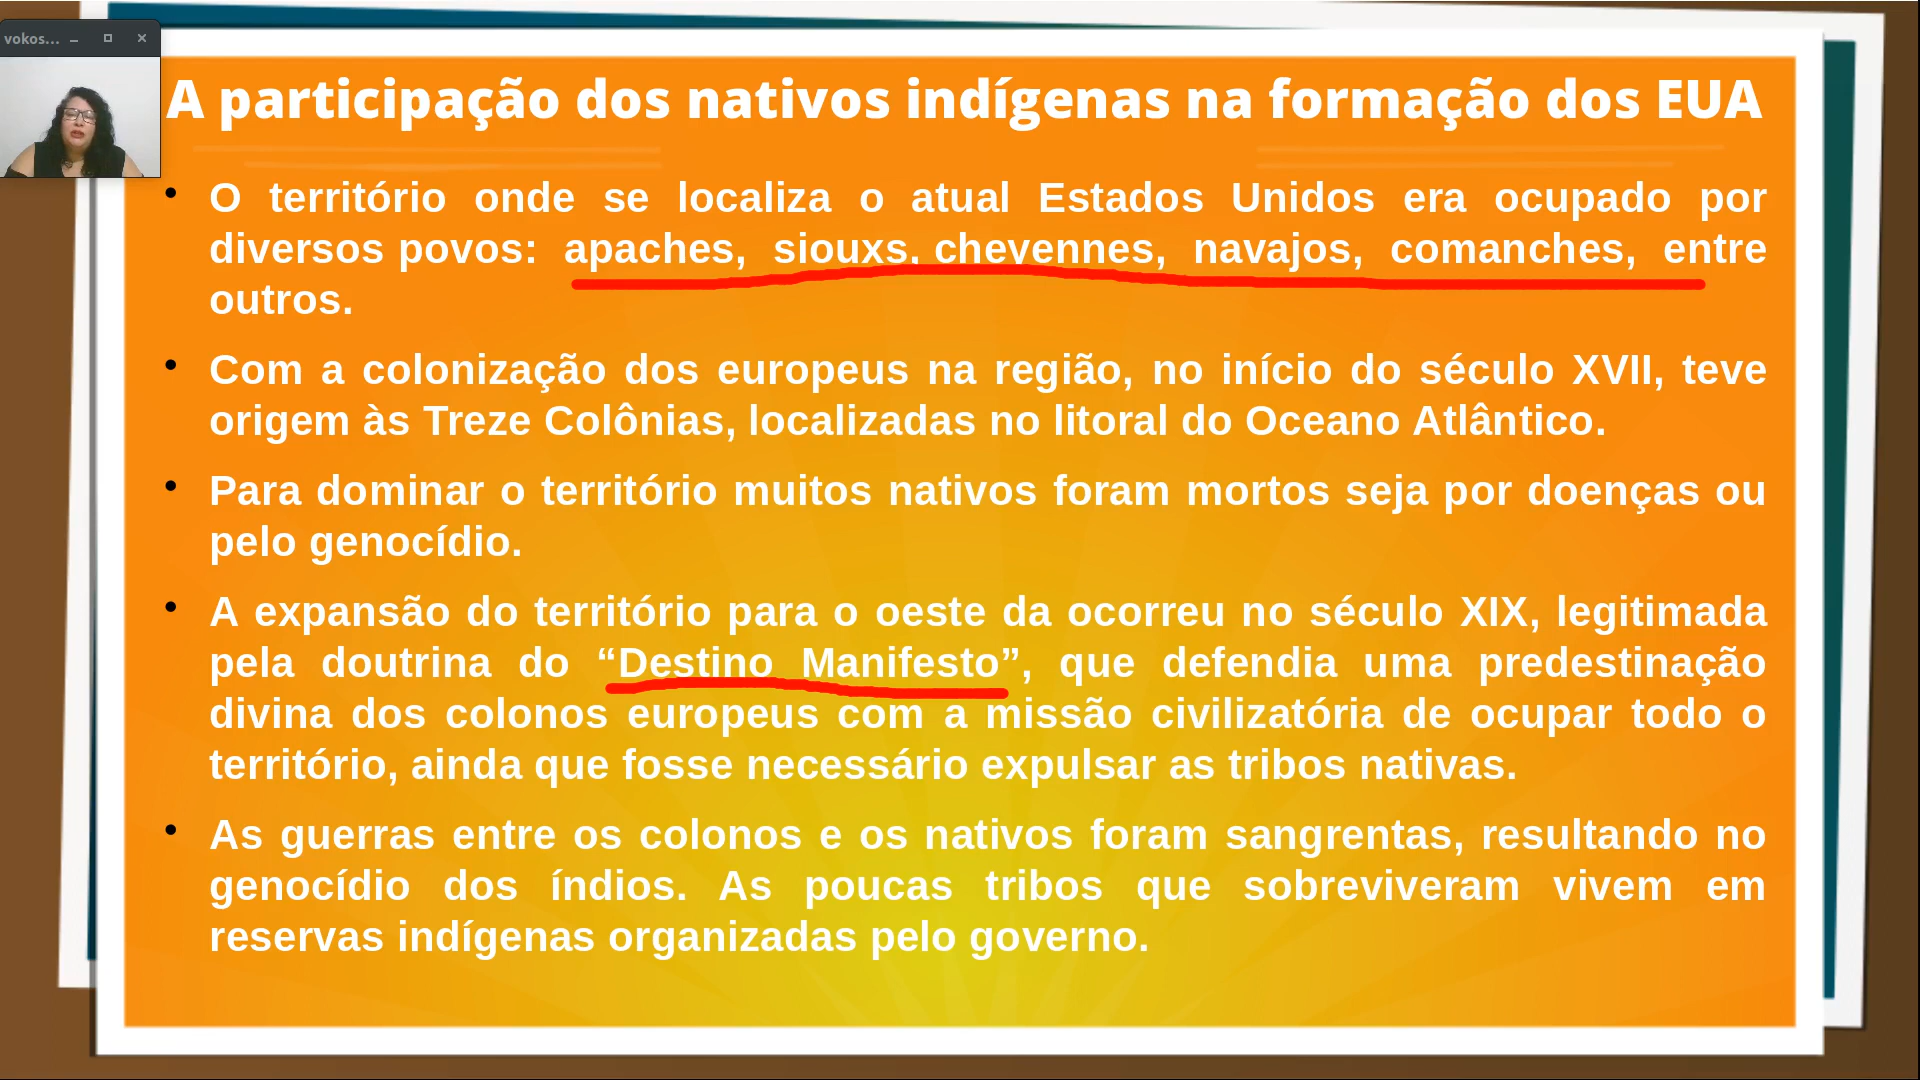 vokos...
A participação dos nativos indígenas na formação dos EUA
• O território onde se localiza o atual Estados Unidos era ocupado por
diversos povos: apaches, siouxs, cheyennes, navajos, comanches, entre
outros.
• Com a colonização dos europeus na região, no início do século XVII, teve
origem às Treze Colônias, localizadas no litoral do Oceano Atlântico.
• Para dominar o território muitos nativos foram mortos seja por doenças ou
pelo genocídio.
• A expansão do território para o oeste da ocorreu no século XIX, legitimada
pela doutrina do “Destino Manifesto”, que defendia uma predestinação
divina dos colonos europeus com a missão civilizatória de ocupar todo o
território, ainda que fosse necessário expulsar as tribos nativas.
• As guerras entre os colonos e os nativos foram sangrentas, resultando no
genocídio dos índios. As poucas tribos que sobreviveram vivem em
reservas indígenas organizadas pelo governo.